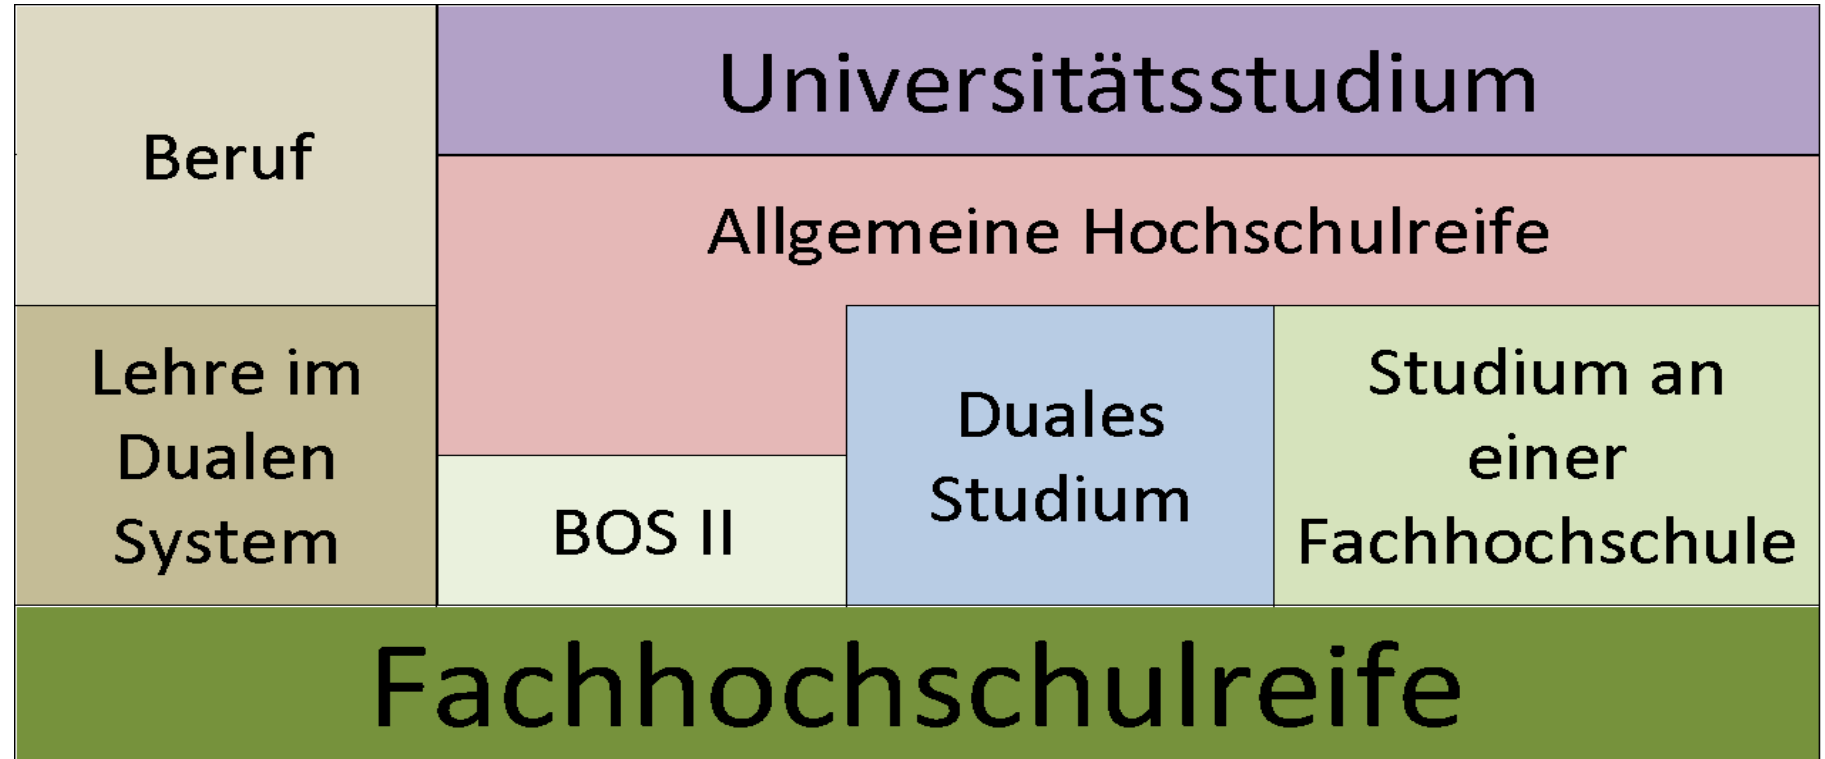 Universitätsstudium
Beruf
Allgemeine Hochschulreife
Lehre im
Dualen
System
BOS II
Duales
Studium
Studium an
einer
Fachhochschule
Fachhochschulreife